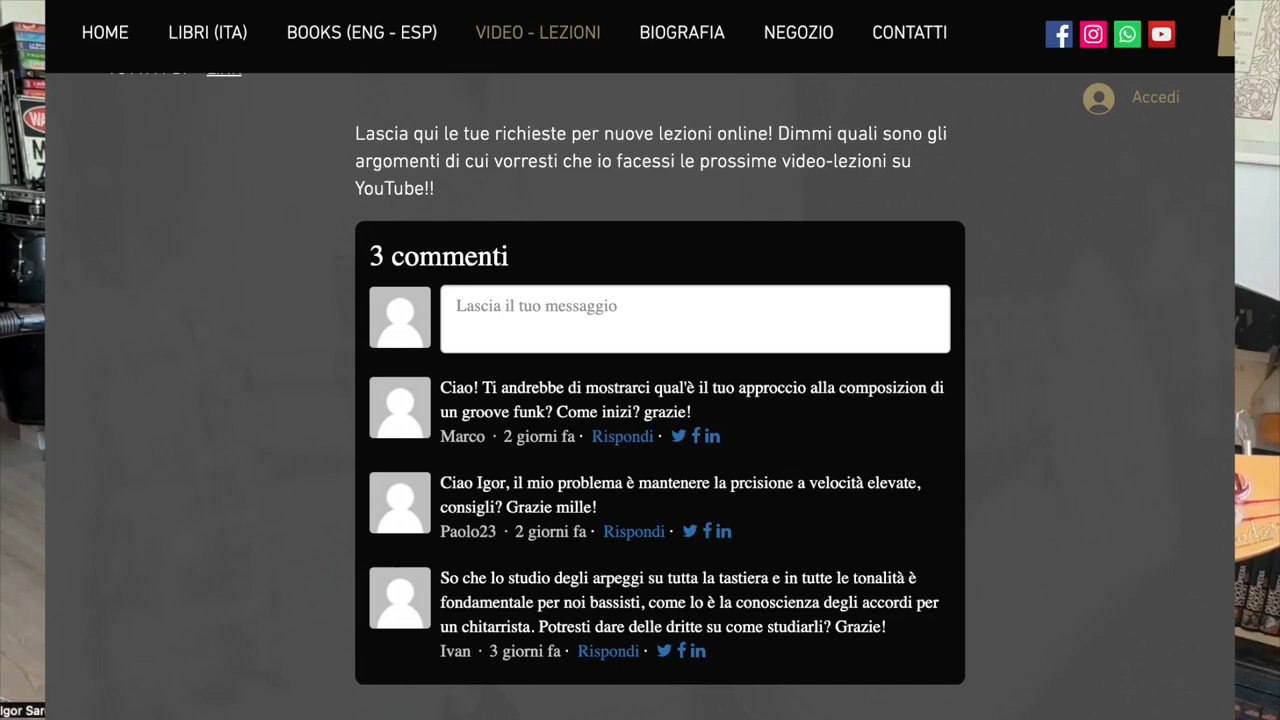 HOME LIBRI (ITA) BOOKS (ENG - ESP) VIDEO - LEZIONI BIOGRAFIA NEGOZIO CONTATTI
Accedi
Lascia qui le tue richieste per nuove lezioni online! Dimmi quali sono gli
argomenti di cui vorresti che io facessi le prossime video-lezioni su
YouTube!!
3 commenti
Lascia il tuo messaggio
Ciao! Ti andrebbe di mostrarci qual'è il tuo approccio alla composizion di
un groove funk? Come inizi? grazie!
Marco · 2 giorni fa · Rispondi ·
Ciao Igor, il mio problema è mantenere la prcisione a velocità elevate,
consigli? Grazie mille!
Paolo23 · 2 giorni fa · Rispondi ·
So che lo studio degli arpeggi su tutta la tastiera e in tutte le tonalità è
fondamentale per noi bassisti, come lo è la conoscienza degli accordi per
un chitarrista. Potresti dare delle dritte su come studiarli? Grazie!
Ivan · 3 giorni fa · Rispondi ·
Igor Sar